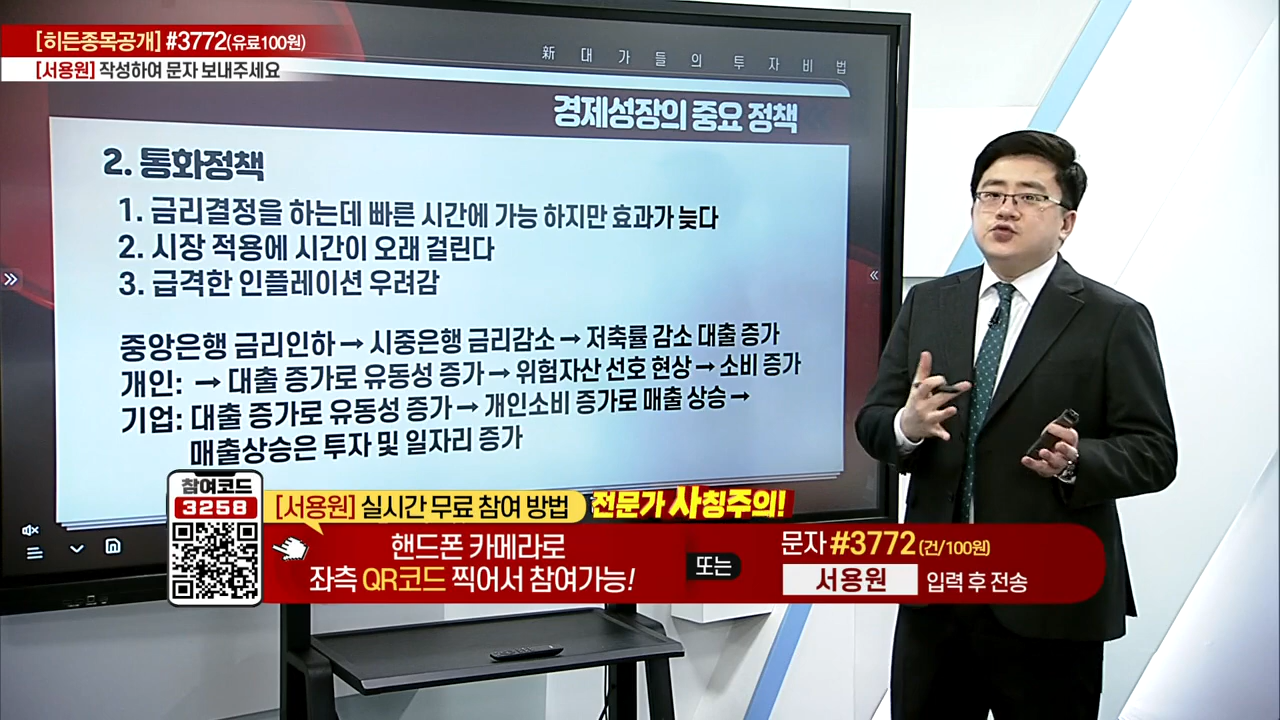 [히든종목공개] #3772(유료100원)
[서용원] 작성하여 문자 보내주세요
新 대 가 들 의 투 자 비 법
경제성장의 중요 정책
2. 통화정책
1. 금리결정을 하는데 빠른 시간에 가능 하지만 효과가 늦다
2. 시장 적용에 시간이 오래 걸린다
3. 급격한 인플레이션 우려감
중앙은행 금리인하 → 시중은행 금리감소 → 저축률 감소 대출 증가
개인: → 대출 증가로 유동성 증가 → 위험자산 선호 현상 → 소비 증가
기업: 대출 증가로 유동성 증가 → 개인소비 증가로 매출 상승 →
매출상승은 투자 및 일자리 증가
참여코드
3258
[서용원] 실시간 무료 참여 방법
전문가 사칭주의!
핸드폰 카메라로
좌측 QR코드 찍어서 참여가능!
또는
문자 #3772 (건/100원)
서용원 입력 후 전송